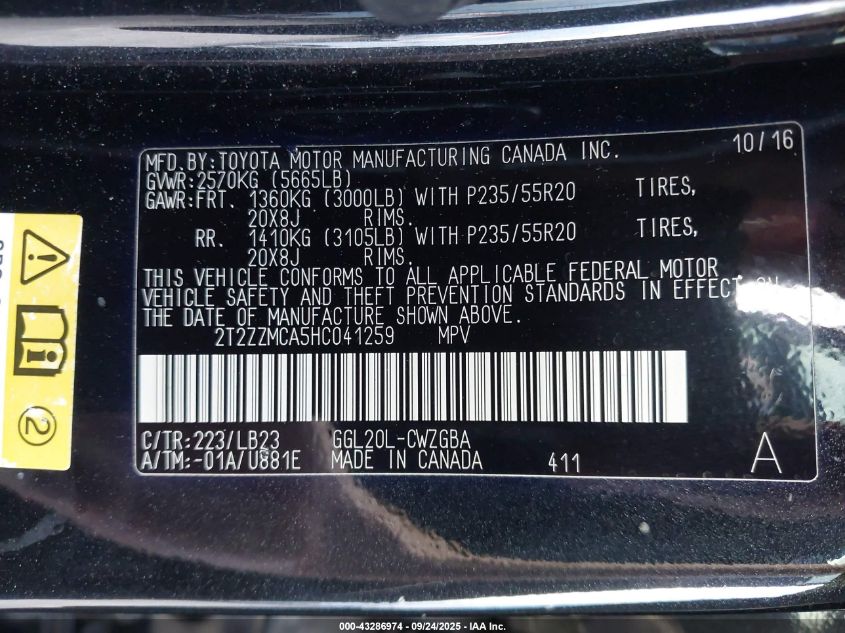 MFD. BY: TOYOTA MOTOR MANUFACTURING CANADA INC. 10/16
GVWR: 2570KG (5665LB)
GAWR: FRT. 1360KG (3000LB) WITH P235/55R20 TIRES,
20X8J RIMS.
RR. 1410KG (3105LB) WITH P235/55R20 TIRES,
20X8J RIMS.
THIS VEHICLE CONFORMS TO ALL APPLICABLE FEDERAL MOTOR
VEHICLE SAFETY AND THEFT PREVENTION STANDARDS IN EFFECT ON
THE DATE OF MANUFACTURE SHOWN ABOVE.
2T2ZZMCA5HC041259 MPV
C/TR: 223/LB23 GGL20L-CWZGBA
A/TM: -01A/U881E MADE IN CANADA 411 A
2
000-43286974 - 09/24/2025 - IAA Inc.